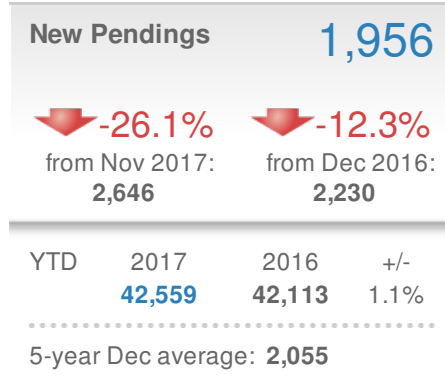 New Pendings 1,956
-26.1% -12.3%
from Nov 2017: from Dec 2016:
2,646 2,230
YTD 2017 2016 +/-
42,559 42,113 1.1%
5-year Dec average: 2,055